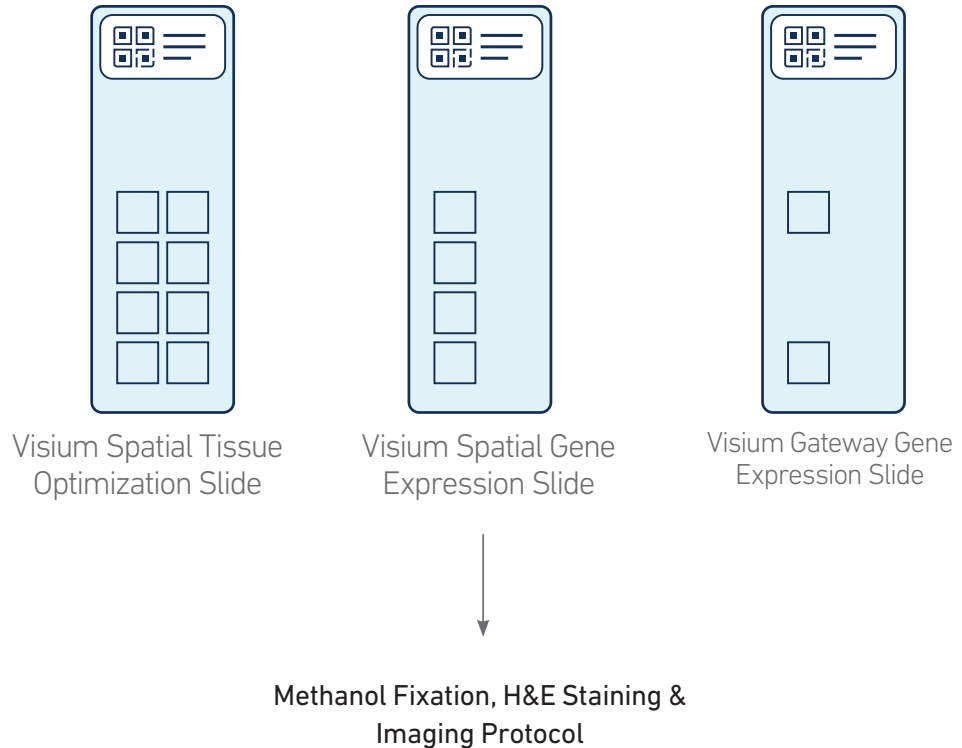 Visium Spatial Tissue
Optimization Slide
Visium Spatial Gene
Expression Slide
Visium Gateway Gene
Expression Slide
Methanol Fixation, H&E Staining &
Imaging Protocol